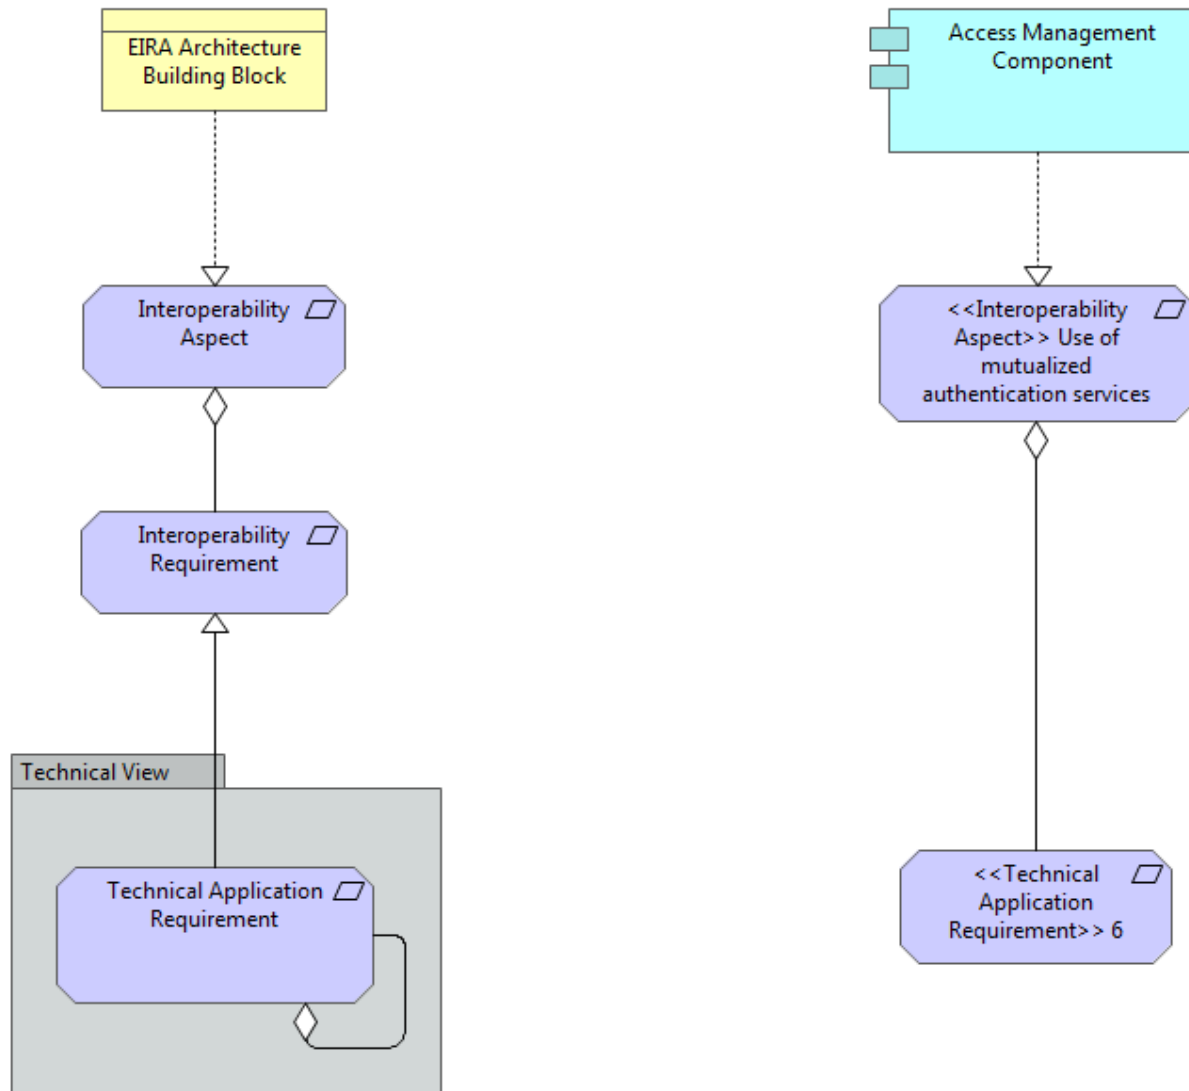 EIRA Architecture
Building Block
Access Management
Component
Interoperability
Aspect
<<Interoperability
Aspect>> Use of
mutualized
authentication services
Interoperability
Requirement
Technical View
Technical Application
Requirement
<<Technical
Application
Requirement>> 6